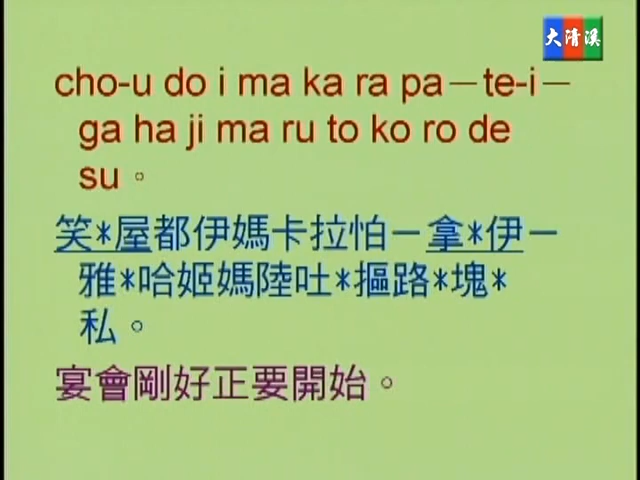 大清溪
cho-u do i ma ka ra pa－te-i－
ga ha ji ma ru to ko ro de
su。
笑*屋都伊媽卡拉怕－拿*伊－
雅*哈姬媽陸吐*摳路*塊*
私。
宴會剛好正要開始。